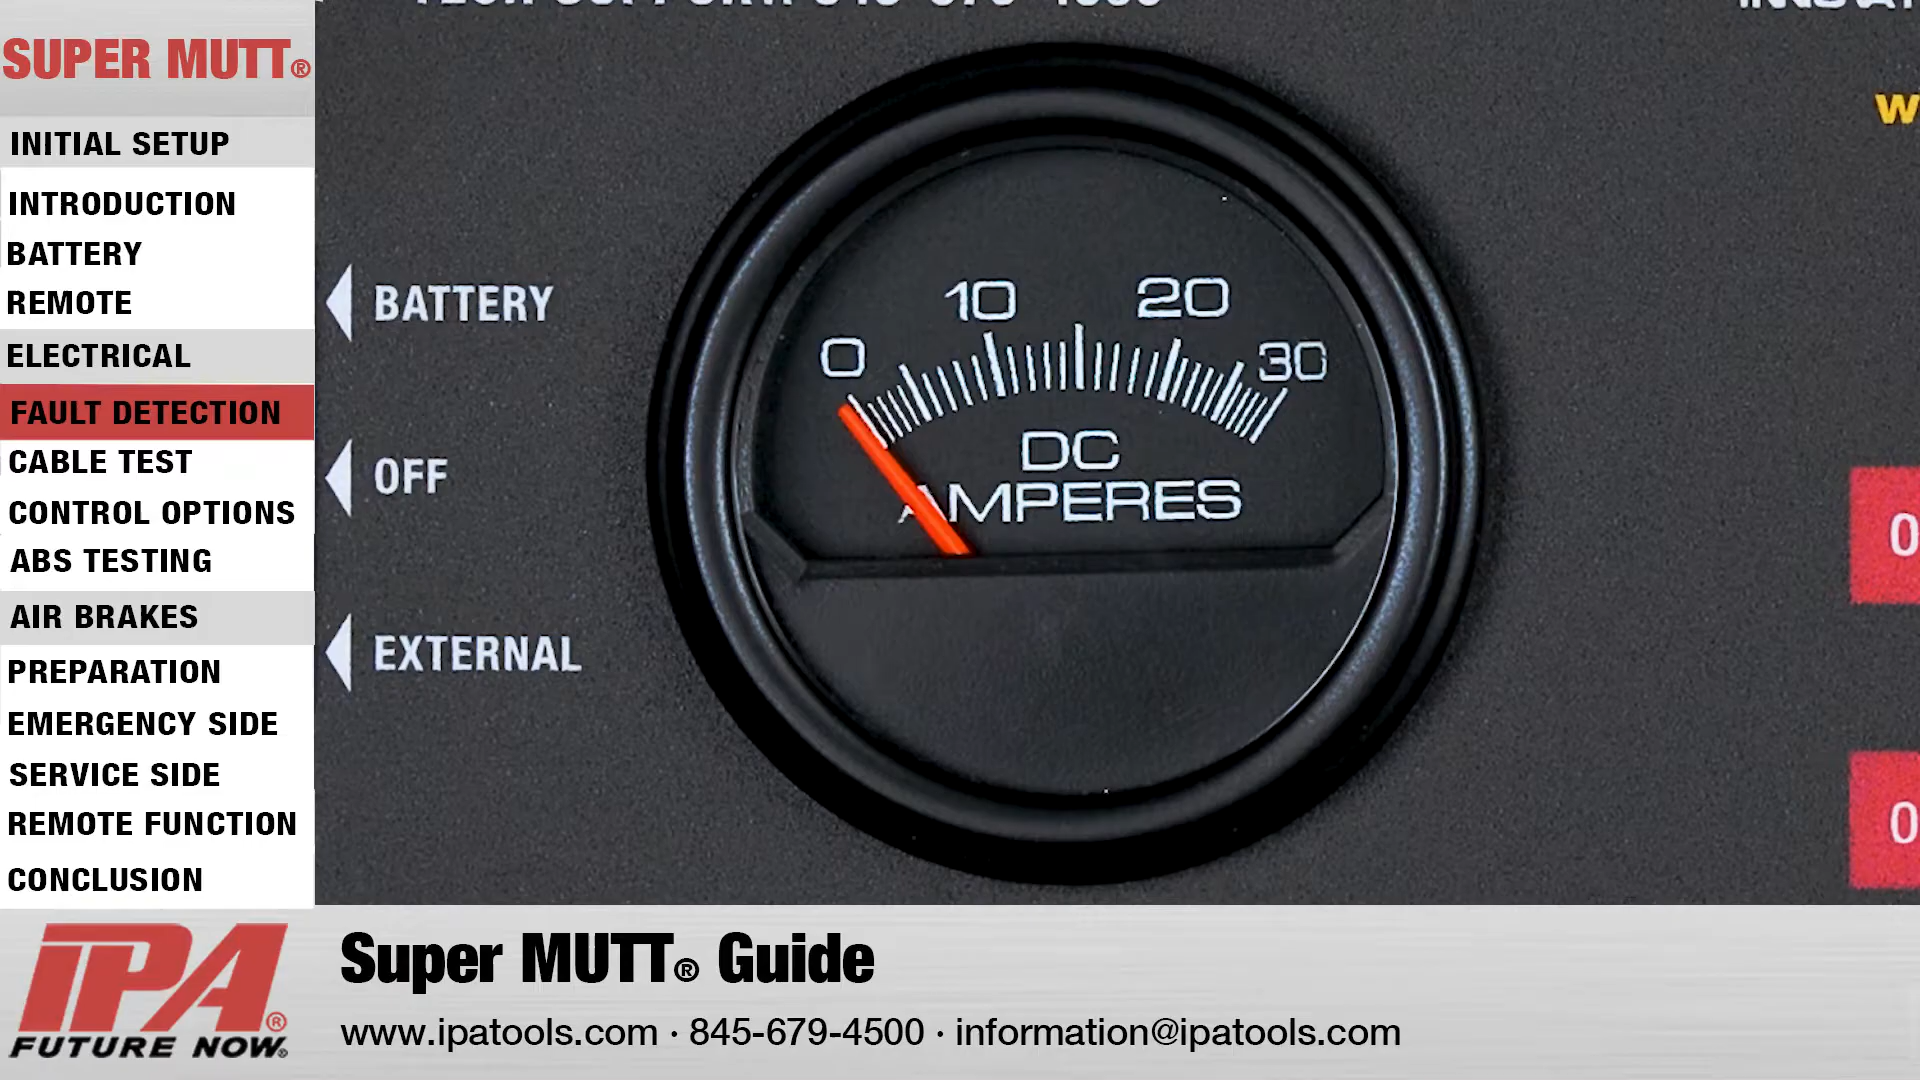 SUPER MUTT®
INITIAL SETUP
INTRODUCTION
BATTERY
REMOTE
ELECTRICAL
FAULT DETECTION
CABLE TEST
CONTROL OPTIONS
ABS TESTING
AIR BRAKES
PREPARATION
EMERGENCY SIDE
SERVICE SIDE
REMOTE FUNCTION
CONCLUSION
BATTERY
OFF
EXTERNAL
0 10 20 30
DC
AMPERES
W
0
0
IPA®
FUTURE NOW®
Super MUTT® Guide
www.ipatools.com · 845-679-4500 · information@ipatools.com